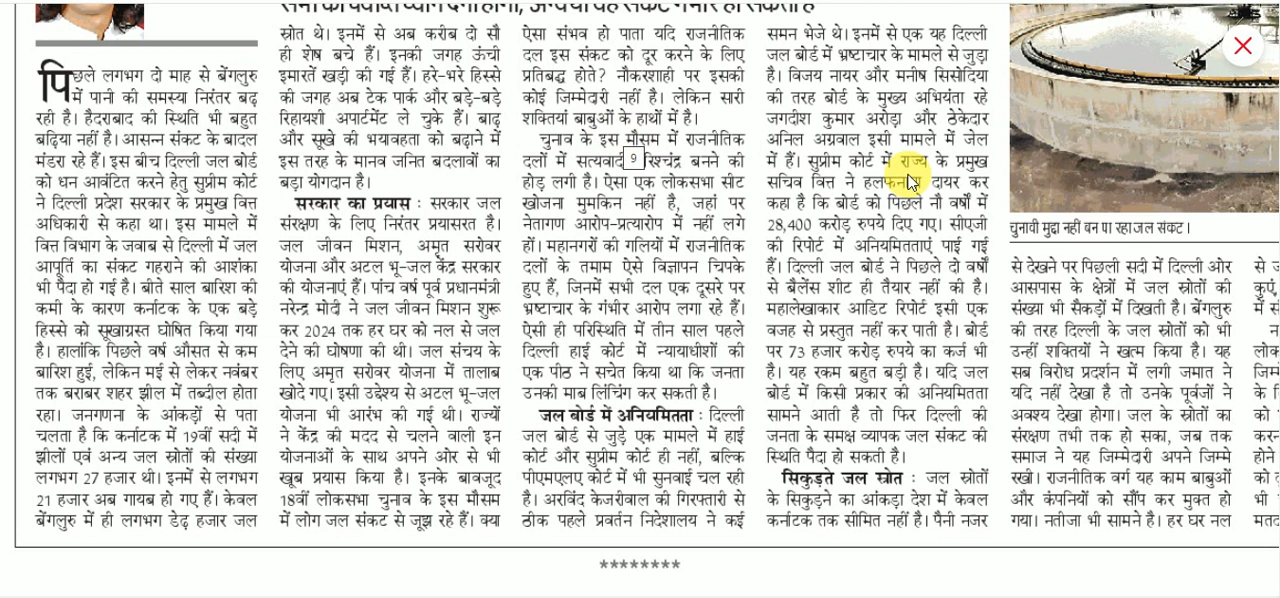 पिछले लगभग दो माह से बेंगलुरु
में पानी की समस्या निरंतर बढ़
रही है। हैदराबाद की स्थिति भी बहुत
बढ़िया नहीं है। आसन्न संकट के बादल
मंडरा रहे हैं। इस बीच दिल्ली जल बोर्ड
को धन आवंटित करने हेतु सुप्रीम कोर्ट
ने दिल्ली प्रदेश सरकार के प्रमुख वित्त
अधिकारी से कहा था। इस मामले में
वित्त विभाग के जवाब से दिल्ली में जल
आपूर्ति का संकट गहराने की आशंका
भी पैदा हो गई है। बीते साल बारिश की
कमी के कारण कर्नाटक के एक बड़े
हिस्से को सूखाग्रस्त घोषित किया गया
है। हालांकि पिछले वर्ष औसत से कम
बारिश हुई, लेकिन मई से लेकर नवंबर
तक बराबर शहर झील में तब्दील होता
रहा। जनगणना के आंकड़ों से पता
चलता है कि कर्नाटक में 19वीं सदी में
झीलों एवं अन्य जल स्रोतों की संख्या
लगभग 27 हजार थी। इनमें से लगभग
21 हजार अब गायब हो गए हैं। केवल
बेंगलुरु में ही लगभग डेढ़ हजार जल
स्रोत थे। इनमें से अब करीब दो सौ
ही शेष बचे हैं। इनकी जगह ऊंची
इमारतें खड़ी की गई हैं। हरे-भरे हिस्से
की जगह अब टेक पार्क और बड़े-बड़े
रिहायशी अपार्टमेंट ले चुके हैं। बाढ़
और सूखे की भयावहता को बढ़ाने में
इस तरह के मानव जनित बदलावों का
बड़ा योगदान है।
सरकार का प्रयास : सरकार जल
संरक्षण के लिए निरंतर प्रयासरत है।
जल जीवन मिशन, अमृत सरोवर
योजना और अटल भू-जल केंद्र सरकार
की योजनाएं हैं। पांच वर्ष पूर्व प्रधानमंत्री
नरेन्द्र मोदी ने जल जीवन मिशन शुरू
कर 2024 तक हर घर को नल से जल
देने की घोषणा की थी। जल संचय के
लिए अमृत सरोवर योजना में तालाब
खोदे गए। इसी उद्देश्य से अटल भू-जल
योजना भी आरंभ की गई थी। राज्यों
ने केंद्र की मदद से चलने वाली इन
योजनाओं के साथ अपने ओर से भी
खूब प्रयास किया है। इनके बावजूद
18वीं लोकसभा चुनाव के इस मौसम
में लोग जल संकट से जूझ रहे हैं। क्या
ऐसा संभव हो पाता यदि राजनीतिक
दल इस संकट को दूर करने के लिए
प्रतिबद्ध होते? नौकरशाही पर इसकी
कोई जिम्मेदारी नहीं है। लेकिन सारी
शक्तियां बाबुओं के हाथों में है।
चुनाव के इस मौसम में राजनीतिक
9
दलों में बनने की
होड़ लगी है। ऐसा एक लोकसभा सीट
खोजना मुमकिन नहीं है, जहां पर
नेतागण आरोप-प्रत्यारोप में नहीं लगे
हों। महानगरों की गलियों में राजनीतिक
दलों के तमाम ऐसे विज्ञापन चिपके
हुए हैं, जिनमें सभी दल एक दूसरे पर
भ्रष्टाचार के गंभीर आरोप लगा रहे हैं।
ऐसी ही परिस्थिति में तीन साल पहले
दिल्ली हाई कोर्ट में न्यायाधीशों की
एक पीठ ने सचेत किया था कि जनता
उनकी माब लिंचिंग कर सकती है।
जल बोर्ड में अनियमितता : दिल्ली
जल बोर्ड से जुड़े एक मामले में हाई
कोर्ट और सुप्रीम कोर्ट ही नहीं, बल्कि
पीएमएलए कोर्ट में भी सुनवाई चल रही
है। अरविंद केजरीवाल की गिरफ्तारी से
ठीक पहले प्रवर्तन निदेशालय ने कई
समन भेजे थे। इनमें से एक यह दिल्ली
जल बोर्ड में भ्रष्टाचार के मामले से जुड़ा
है। विजय नायर और मनीष सिसोदिया
की तरह बोर्ड के मुख्य अभियंता रहे
जगदीश कुमार अरोड़ा और ठेकेदार
अनिल अग्रवाल इसी मामले में जेल
में हैं। सुप्रीम कोर्ट में राज्य के प्रमुख
सचिव वित्त ने दायर कर
कहा है कि बोर्ड को पिछले नौ वर्षों में
28,400 करोड़ रुपये दिए गए। सीएजी
की रिपोर्ट में अनियमितताएं पाई गई
हैं। दिल्ली जल बोर्ड ने पिछले दो वर्षों
से बैलेंस शीट ही तैयार नहीं की है।
महालेखाकार आडिट रिपोर्ट इसी एक
वजह से प्रस्तुत नहीं कर पाती है। बोर्ड
पर 73 हजार करोड़ रुपये का कर्ज भी
है। यह रकम बहुत बड़ी है। यदि जल
बोर्ड में किसी प्रकार की अनियमितता
सामने आती है तो फिर दिल्ली की
जनता के समक्ष व्यापक जल संकट की
स्थिति पैदा हो सकती है।
सिकुड़ते जल स्रोत : जल स्रोतों
के सिकुड़ने का आंकड़ा देश में केवल
कर्नाटक तक सीमित नहीं है। पैनी नजर
चुनावी मुद्दा नहीं बन पा रहा जल संकट।
से देखने पर पिछली सदी में दिल्ली ओर
आसपास के क्षेत्रों में जल स्रोतों की
संख्या भी सैकड़ों में दिखती है। बेंगलुरु
की तरह दिल्ली के जल स्रोतों को भी
उन्हीं शक्तियों ने खत्म किया है। यह
सब विरोध प्रदर्शन में लगी जमात ने
यदि नहीं देखा है तो उनके पूर्वजों ने
अवश्य देखा होगा। जल के स्रोतों का
संरक्षण तभी तक हो सका, जब तक
समाज ने यह जिम्मेदारी अपने जिम्मे
रखी। राजनीतिक वर्ग यह काम बाबुओं
और कंपनियों को सौंप कर मुक्त हो
गया। नतीजा भी सामने है। हर घर नल
********